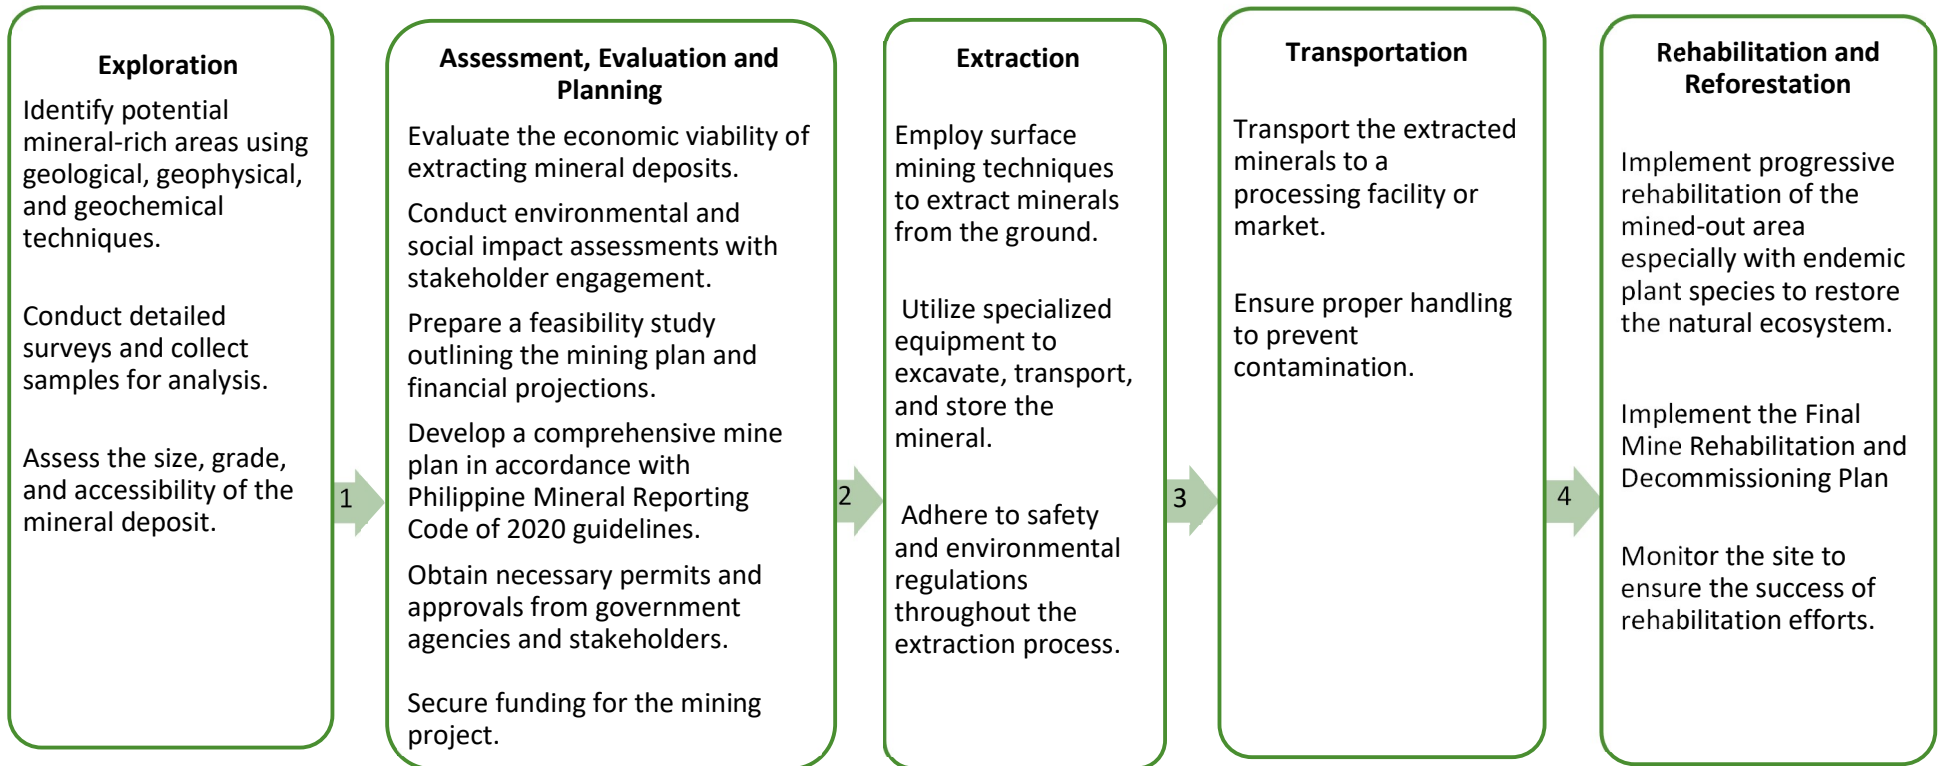 Exploration
Identify potential
mineral-rich areas using
geological, geophysical,
and geochemical
techniques.
Conduct detailed
surveys and collect
samples for analysis.
Assess the size, grade,
and accessibility of the
mineral deposit.
1
Assessment, Evaluation and
Planning
Evaluate the economic viability of
extracting mineral deposits.
Conduct environmental and
social impact assessments with
stakeholder engagement.
Prepare a feasibility study
outlining the mining plan and
financial projections.
Develop a comprehensive mine
plan in accordance with
Philippine Mineral Reporting
Code of 2020 guidelines.
Obtain necessary permits and
approvals from government
agencies and stakeholders.
Secure funding for the mining
project.
2
Extraction
Employ surface
mining techniques
to extract minerals
from the ground.
Utilize specialized
equipment to
excavate, transport,
and store the
mineral.
Adhere to safety
and environmental
regulations
throughout the
extraction process.
3
Transportation
Transport the extracted
minerals to a
processing facility or
market.
Ensure proper handling
to prevent
contamination.
4
Rehabilitation and
Reforestation
Implement progressive
rehabilitation of the
mined-out area
especially with endemic
plant species to restore
the natural ecosystem.
Implement the Final
Mine Rehabilitation and
Decommissioning Plan
Monitor the site to
ensure the success of
rehabilitation efforts.